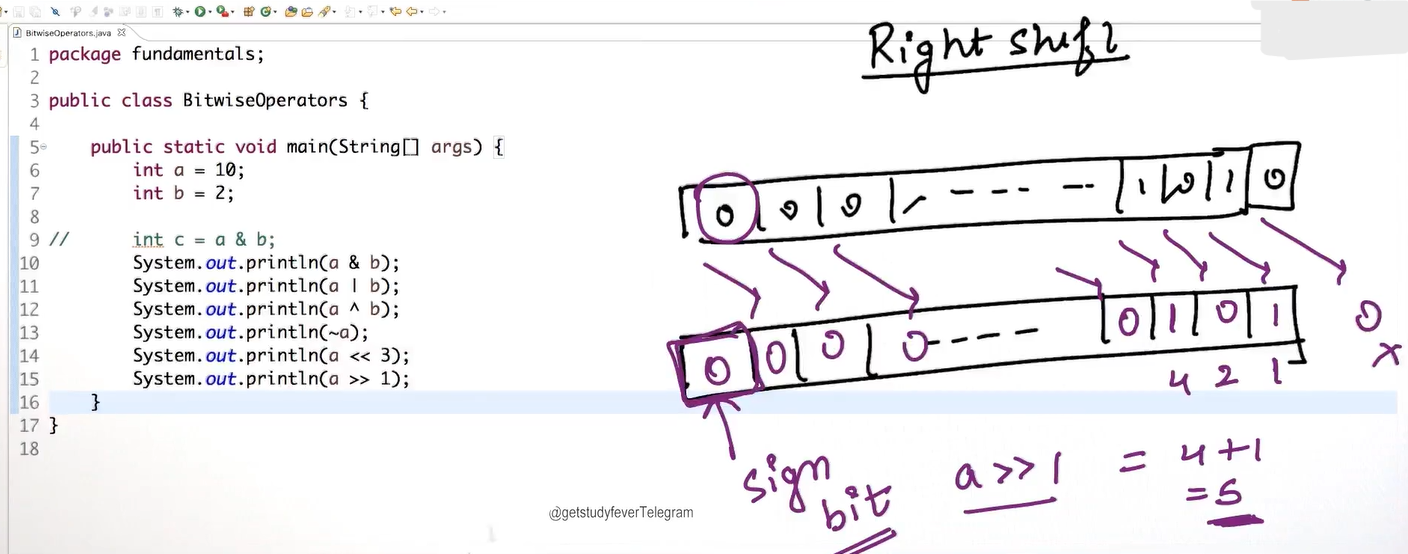 BitwiseOperators.java
1 package fundamentals;
2
3 public class BitwiseOperators {
4
5 public static void main(String[] args) {
6 int a = 10;
7 int b = 2;
8
9 // int c = a & b;
10 System.out.println(a & b);
11 System.out.println(a | b);
12 System.out.println(a ^ b);
13 System.out.println(~a);
14 System.out.println(a << 3);
15 System.out.println(a >> 1);
16 }
17 }
18
Right shift
0 0 0 - --- -- 1 0 1 0
0 0 0 0 --- 0 1 0 1 0
x
4 2 1
sign
bit
a >> 1 = 4+1
= 5
@getstudyfeverTelegram